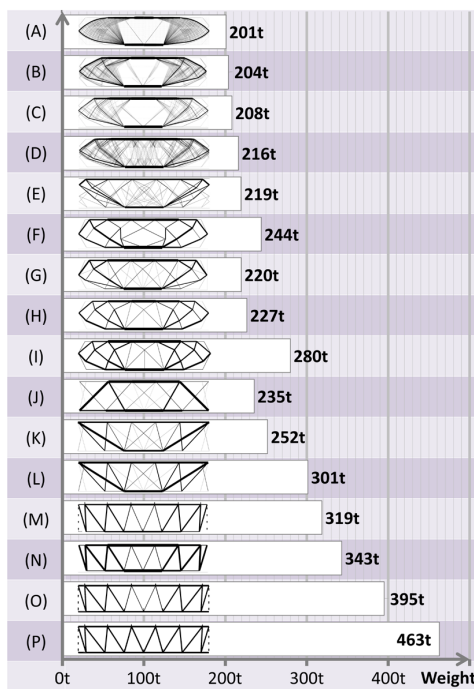 (A) 201t
(B) 204t
(C) 208t
(D) 216t
(E) 219t
(F) 244t
(G) 220t
(H) 227t
(I) 280t
(J) 235t
(K) 252t
(L) 301t
(M) 319t
(N) 343t
(O) 395t
(P) 463t
0t 100t 200t 300t 400t Weight